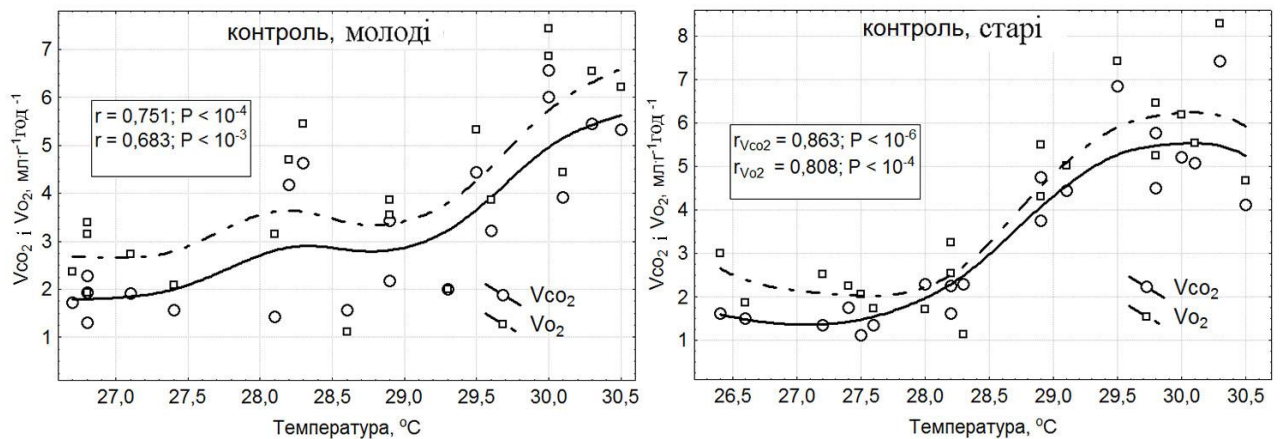 контроль, молоді
7
6
5
4
3
2
1
r = 0,751; P < 10⁻⁴
r = 0,683; P < 10⁻³
Vco₂ і Vo₂, млг⁻¹год⁻¹
Vco₂
Vo₂
27,0 27,5 28,0 28,5 29,0 29,5 30,0 30,5
Температура, °C
контроль, старі
8
7
6
5
4
3
2
1
rVco2 = 0,863; P < 10⁻⁶
rVo2 = 0,808; P < 10⁻⁴
Vco₂ і Vo₂, млг⁻¹год⁻¹
Vco₂
Vo₂
26,5 27,0 27,5 28,0 28,5 29,0 29,5 30,0 30,5
Температура, °C